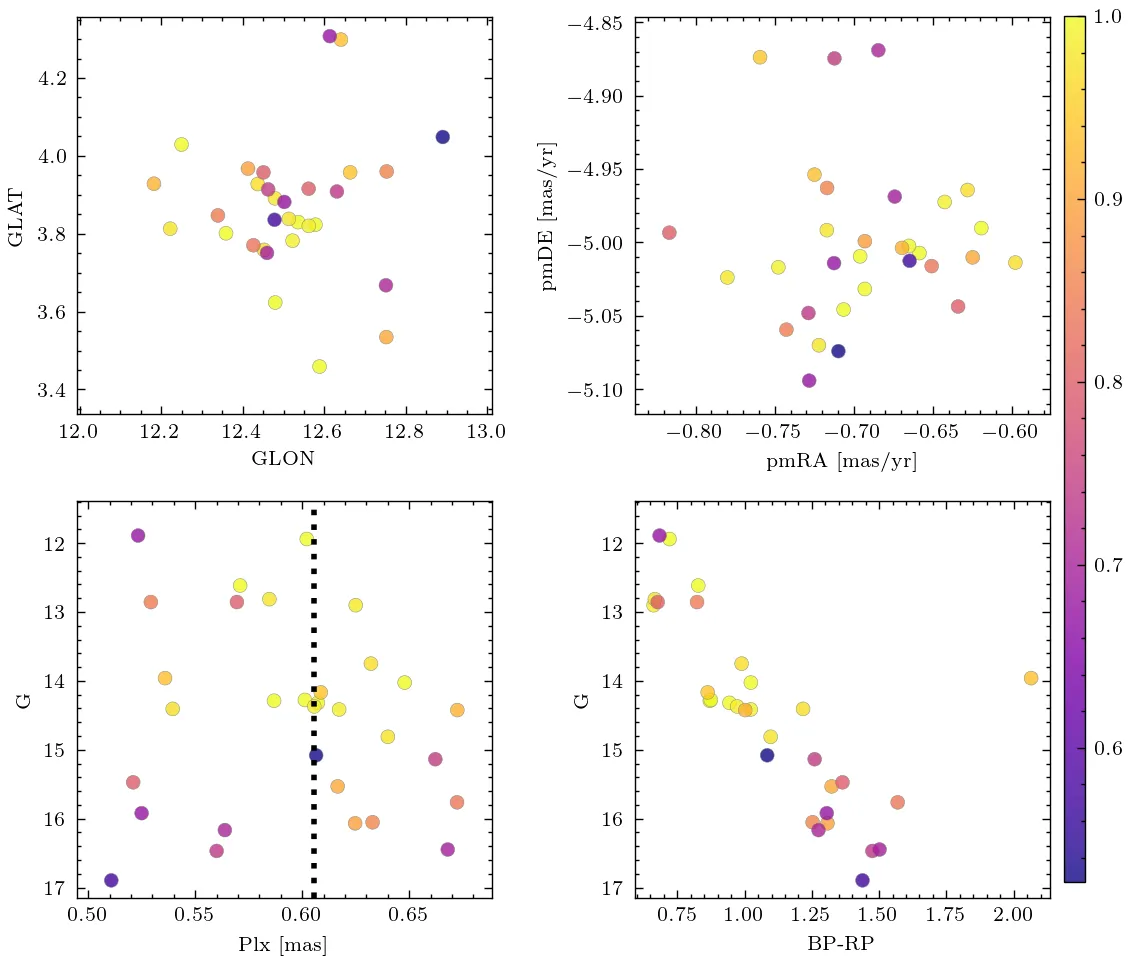 4.2
4.0
3.8
3.6
3.4
GLAT
12.0 12.2 12.4 12.6 12.8 13.0
GLON
−4.85
−4.90
−4.95
−5.00
−5.05
−5.10
pmDE [mas/yr]
−0.80 −0.75 −0.70 −0.65 −0.60
pmRA [mas/yr]
1.0
0.9
0.8
0.7
0.6
12
13
14
15
16
17
G
0.50 0.55 0.60 0.65
Plx [mas]
12
13
14
15
16
17
G
0.75 1.00 1.25 1.50 1.75 2.00
BP-RP